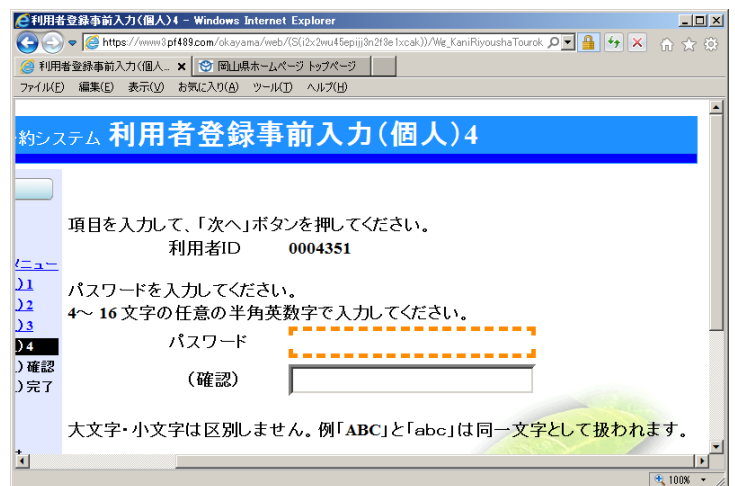 利用者登録事前入力(個人)4 - Windows Internet Explorer
https://www3.pf489.com/okayama/web/(S(i2x2wu45epijj3n2f3e1xcak))/Wg_KaniRiyoushaTourok
利用者登録事前入力(個人... 岡山県ホームページ トップページ
ファイル(F) 編集(E) 表示(V) お気に入り(A) ツール(T) ヘルプ(H)
約システム 利用者登録事前入力(個人)4
項目を入力して、「次へ」ボタンを押してください。
利用者ID 0004351
メニュー
)1
パスワードを入力してください。
)2
4～ 16 文字の任意の半角英数字で入力してください。
)3
)4
パスワード
)確認
)完了
(確認)
大文字・小文字は区別しません。例「ABC」と「abc」は同一文字として扱われます。
100%